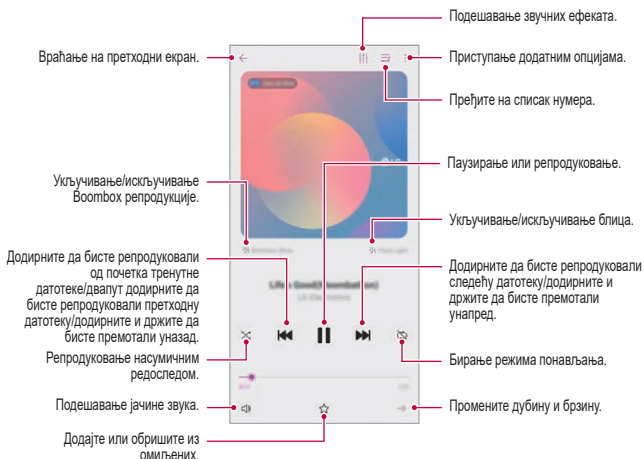 Подешавање звучних ефеката.
Враћање на претходни екран.
Приступање додатним опцијама.
Пређите на списак нумера.
Паузирање или репродуковање.
Укључивање/искључивање
Boombox репродукције.
Укључивање/искључивање блица.
Додирните да бисте репродуковали
од почетка тренутне
датотеке/двапут додирните да
бисте репродуковали претходну
датотеку/додирните и држите да
бисте премотали уназад.
Додирните да бисте репродуковали
следећу датотеку/додирните и
држите да бисте премотали
унапред.
LG Electronics
Репродуковање насумичним
редоследом.
Бирање режима понављања.
Подешавање јачине звука.
Промените дубину и брзину.
Додајте или обришите из
омиљених.